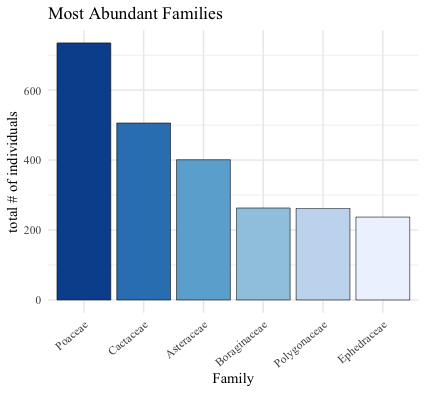 Most Abundant Families
total # of individuals
600
400
200
0
Poaceae
Cactaceae
Asteraceae
Boraginaceae
Polygonaceae
Ephedraceae
Family